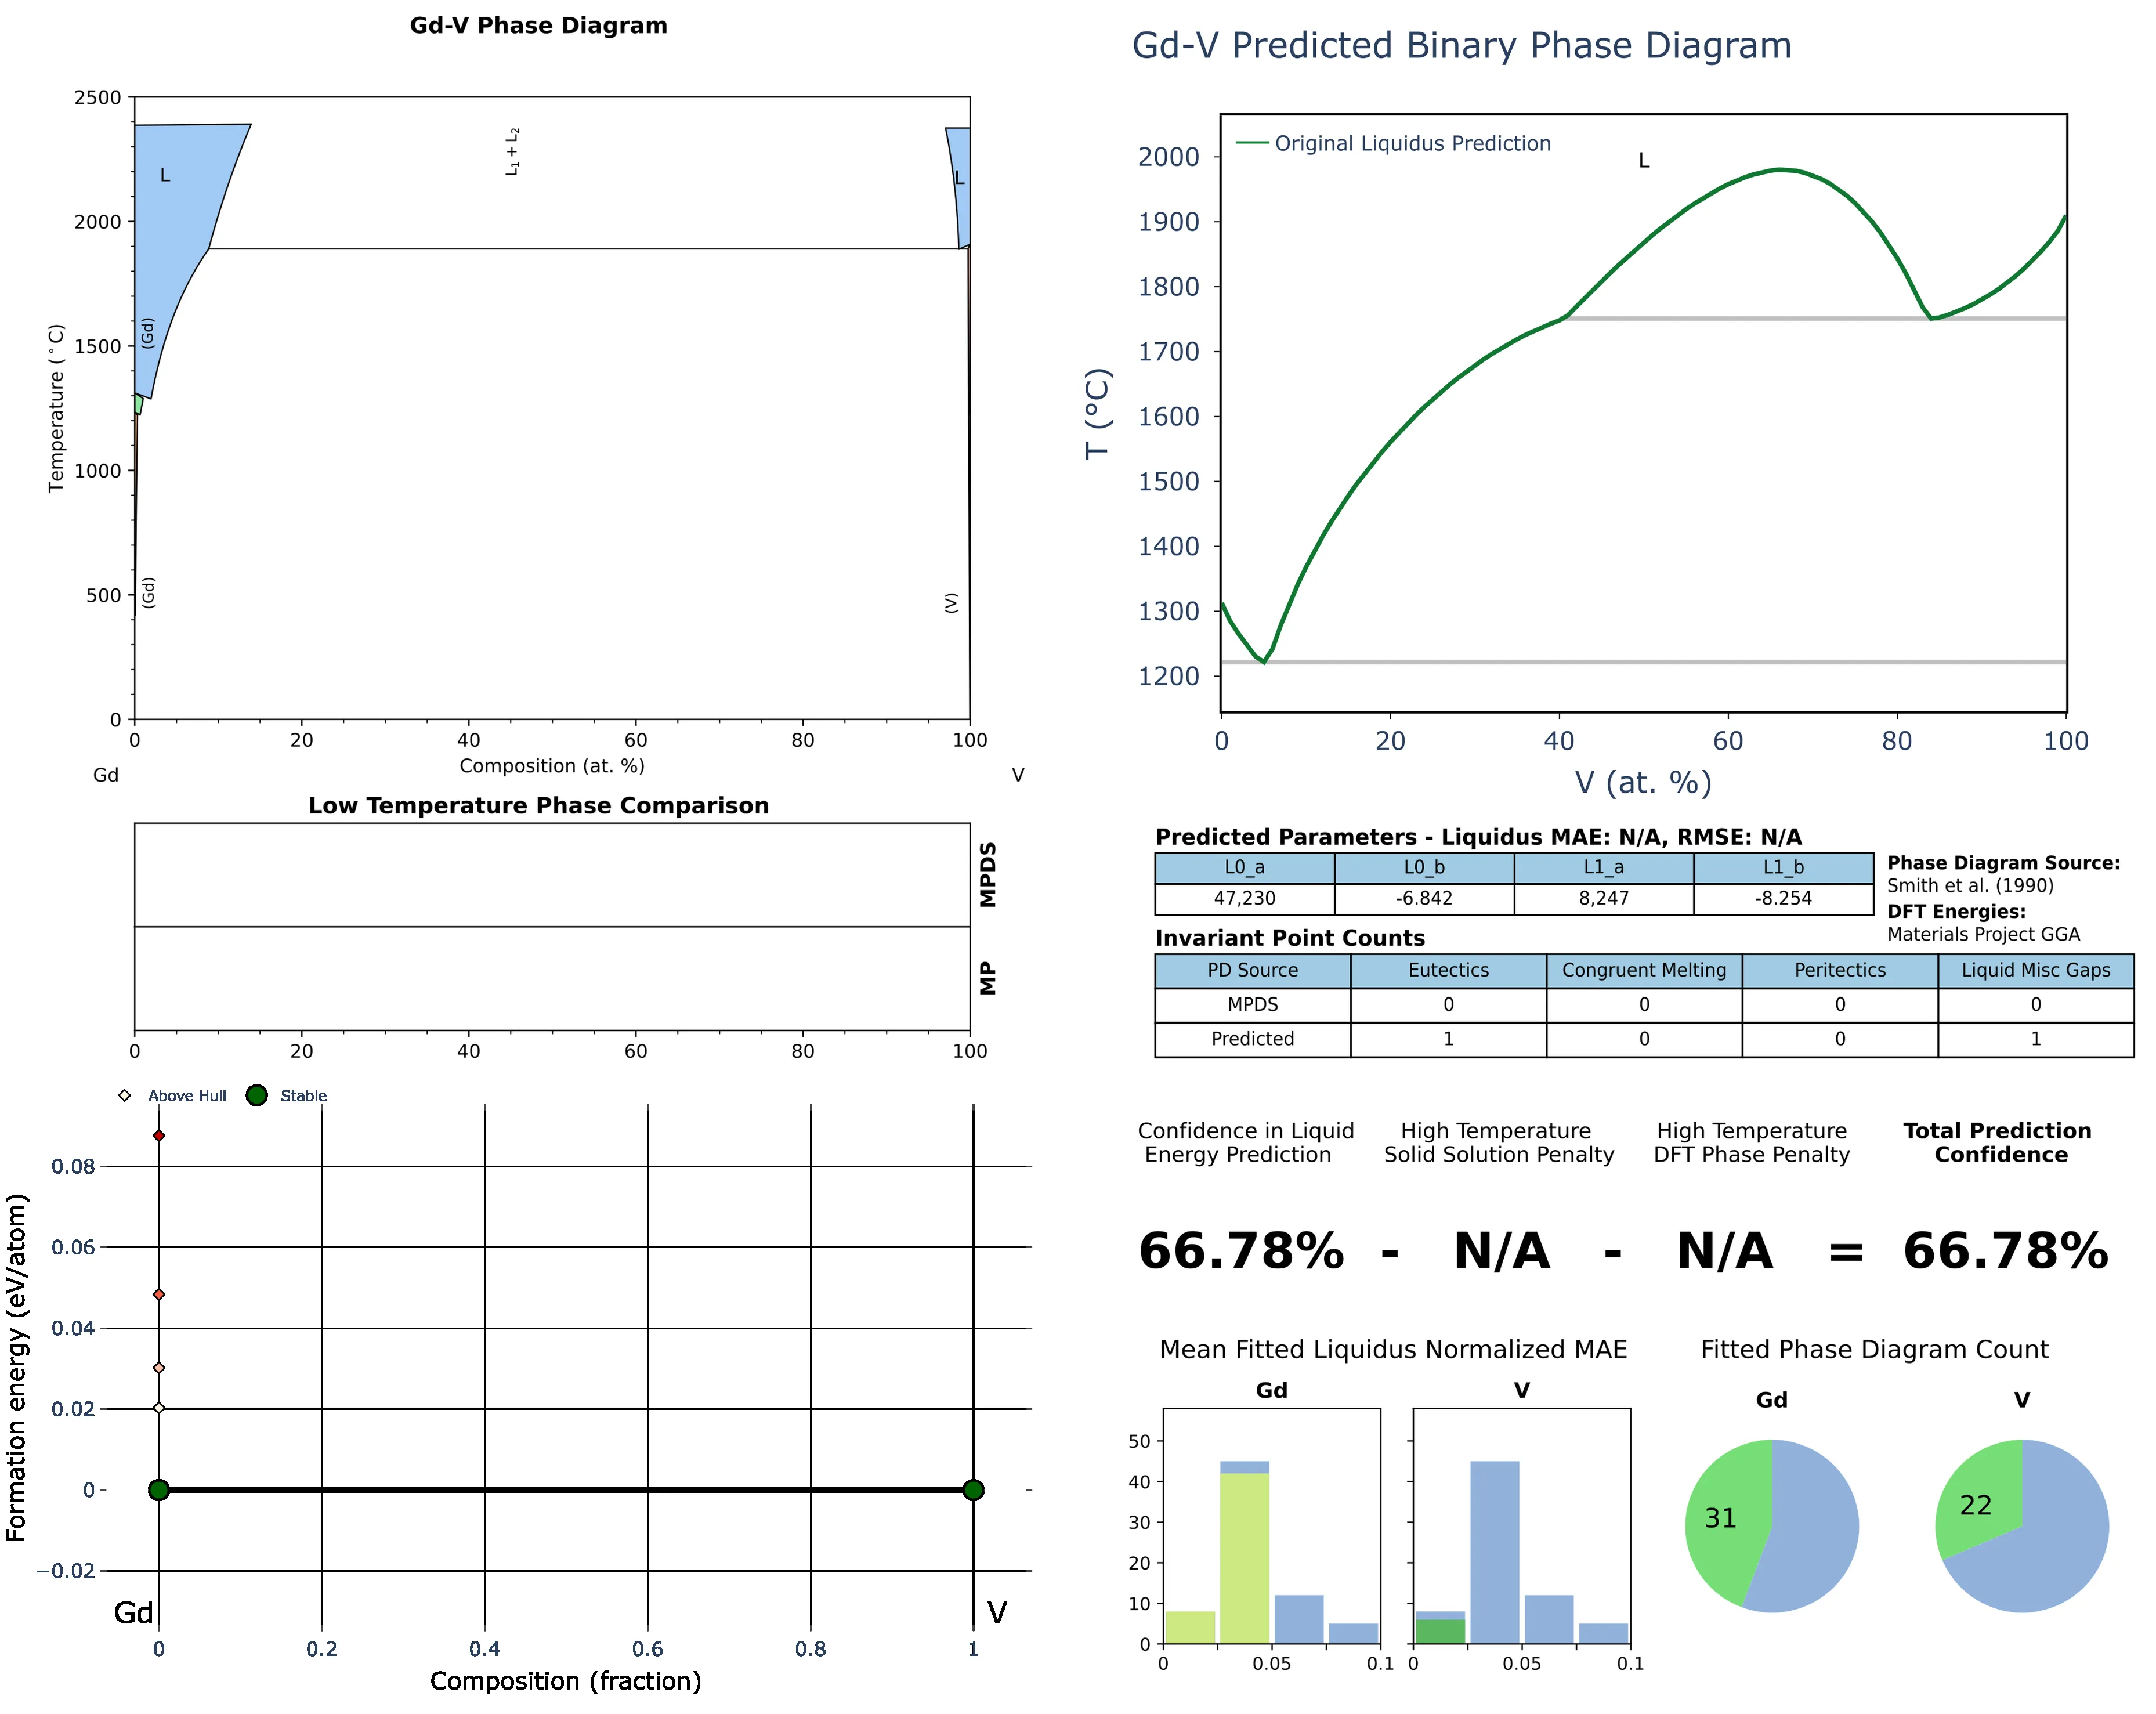 Gd-V Phase Diagram
2500
2000
1500
1000
500
0
Temperature (°C)
L
L₁ + L₂
L
(Gd)
(Gd)
(V)
0 20 40 60 80 100
Composition (at. %)
Gd V
Low Temperature Phase Comparison
MPDS
MP
0 20 40 60 80 100
Above Hull Stable
0.08
0.06
0.04
0.02
0
−0.02
Formation energy (eV/atom)
Gd V
0 0.2 0.4 0.6 0.8 1
Composition (fraction)
Gd-V Predicted Binary Phase Diagram
Original Liquidus Prediction
L
2000
1900
1800
1700
1600
1500
1400
1300
1200
T (°C)
0 20 40 60 80 100
V (at. %)
Predicted Parameters - Liquidus MAE: N/A, RMSE: N/A
L0_a L0_b L1_a L1_b
47,230 -6.842 8,247 -8.254
Phase Diagram Source:
Smith et al. (1990)
DFT Energies:
Materials Project GGA
Invariant Point Counts
PD Source Eutectics Congruent Melting Peritectics Liquid Misc Gaps
MPDS 0 0 0 0
Predicted 1 0 0 1
Confidence in Liquid
Energy Prediction
High Temperature
Solid Solution Penalty
High Temperature
DFT Phase Penalty
Total Prediction
Confidence
66.78% - N/A - N/A = 66.78%
Mean Fitted Liquidus Normalized MAE
Gd V
50
40
30
20
10
0
0 0.05 0.1 0 0.05 0.1
Fitted Phase Diagram Count
Gd V
31 22